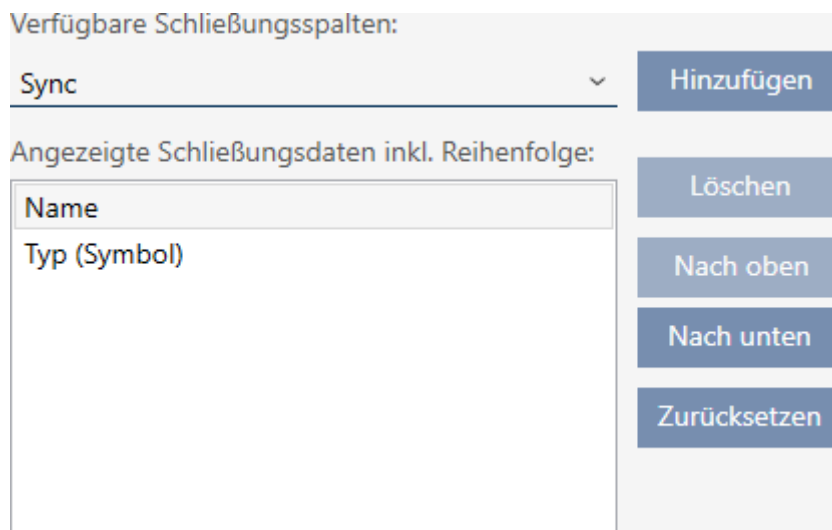 Verfügbare Schließungsspalten:
Sync
Hinzufügen
Angezeigte Schließungsdaten inkl. Reihenfolge:
Name
Typ (Symbol)
Löschen
Nach oben
Nach unten
Zurücksetzen